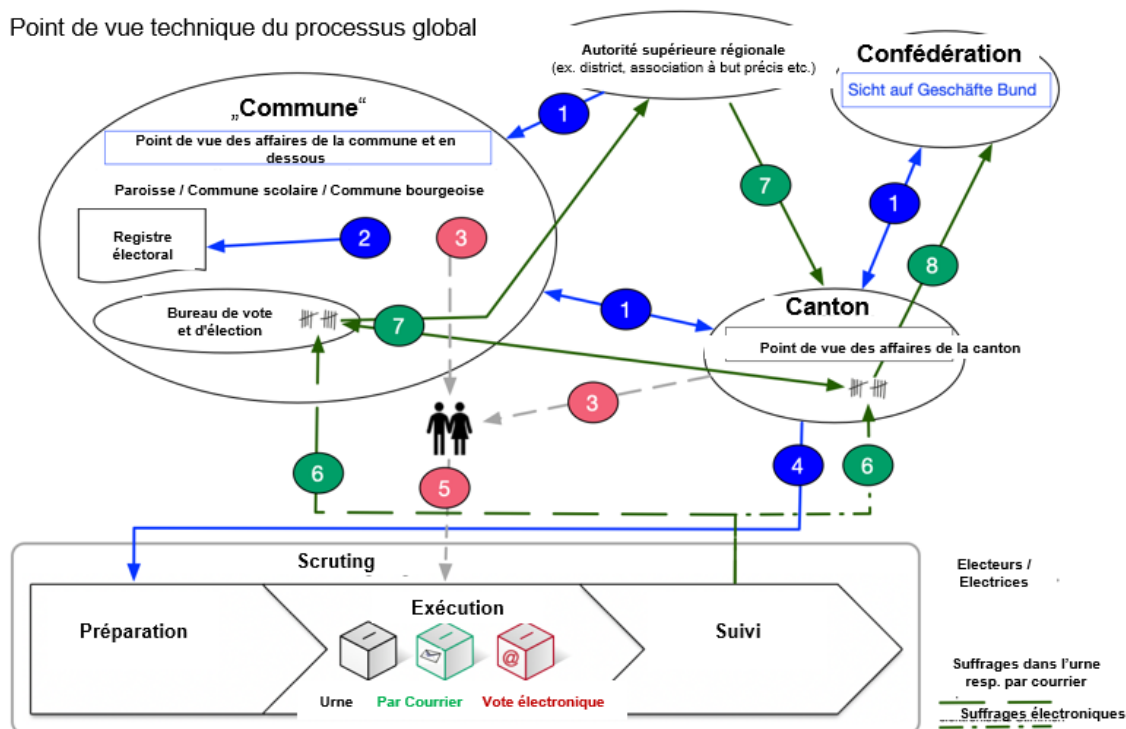 Point de vue technique du processus global
Autorité supérieure régionale
(ex. district, association à but précis etc.)
Confédération
Sicht auf Geschäfte Bund
„Commune“
1
Point de vue des affaires de la commune et en
dessous
Paroisse / Commune scolaire / Commune bourgeoise
7
1
Registre
électoral
2
3
8
Bureau de vote
et d'élection
7
1
Canton
Point de vue des affaires de la canton
3
6
5
4
6
Scruting
Electeurs /
Electrices
Préparation
Exécution
Suivi
@
Urne
Par Courrier
Vote électronique
Suffrages dans l'urne
resp. par courrier
Suffrages électroniques